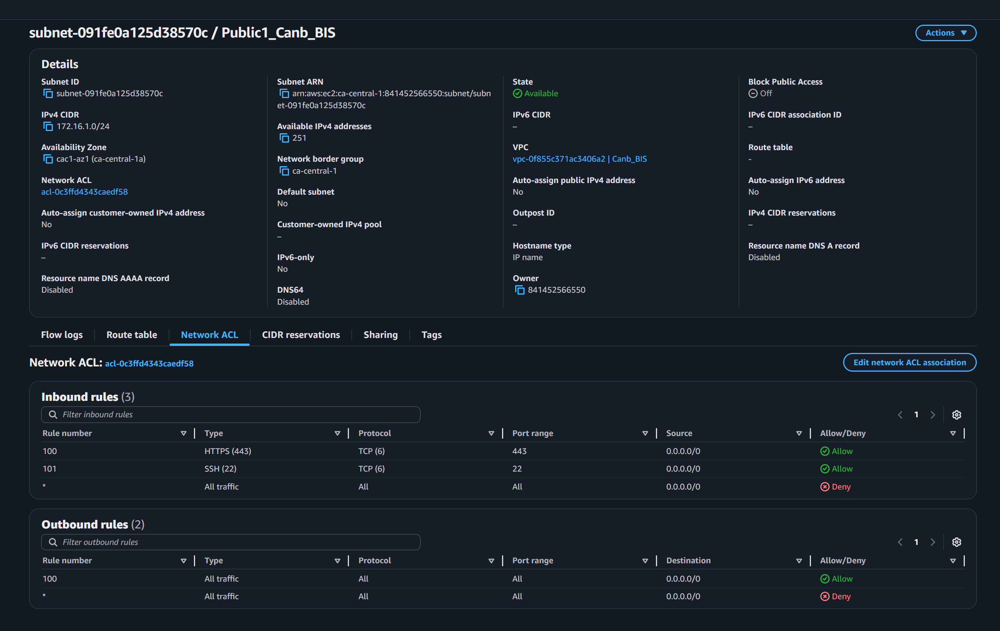 subnet-091fe0a125d38570c / Public1_Canb_BIS
Actions
Details
Subnet ID
subnet-091fe0a125d38570c
IPv4 CIDR
172.16.1.0/24
Availability Zone
cac1-az1 (ca-central-1a)
Network ACL
acl-0c3ffd4343caedf58
Auto-assign customer-owned IPv4 address
No
IPv6 CIDR reservations
–
Resource name DNS AAAA record
Disabled
Subnet ARN
arn:aws:ec2:ca-central-1:841452566550:subnet/subn
et-091fe0a125d38570c
Available IPv4 addresses
251
Network border group
ca-central-1
Default subnet
No
Customer-owned IPv4 pool
–
IPv6-only
No
DNS64
Disabled
State
Available
IPv6 CIDR
–
VPC
vpc-0f855c371ac3406a2 | Canb_BIS
Auto-assign public IPv4 address
No
Outpost ID
–
Hostname type
IP name
Owner
841452566550
Block Public Access
Off
IPv6 CIDR association ID
–
Route table
-
Auto-assign IPv6 address
No
IPv4 CIDR reservations
–
Resource name DNS A record
Disabled
Flow logs Route table Network ACL CIDR reservations Sharing Tags
Network ACL: acl-0c3ffd4343caedf58
Edit network ACL association
Inbound rules (3)
Filter inbound rules
1
Rule number Type Protocol Port range Source Allow/Deny
100 HTTPS (443) TCP (6) 443 0.0.0.0/0 Allow
101 SSH (22) TCP (6) 22 0.0.0.0/0 Allow
* All traffic All All 0.0.0.0/0 Deny
Outbound rules (2)
Filter outbound rules
1
Rule number Type Protocol Port range Destination Allow/Deny
100 All traffic All All 0.0.0.0/0 Allow
* All traffic All All 0.0.0.0/0 Deny